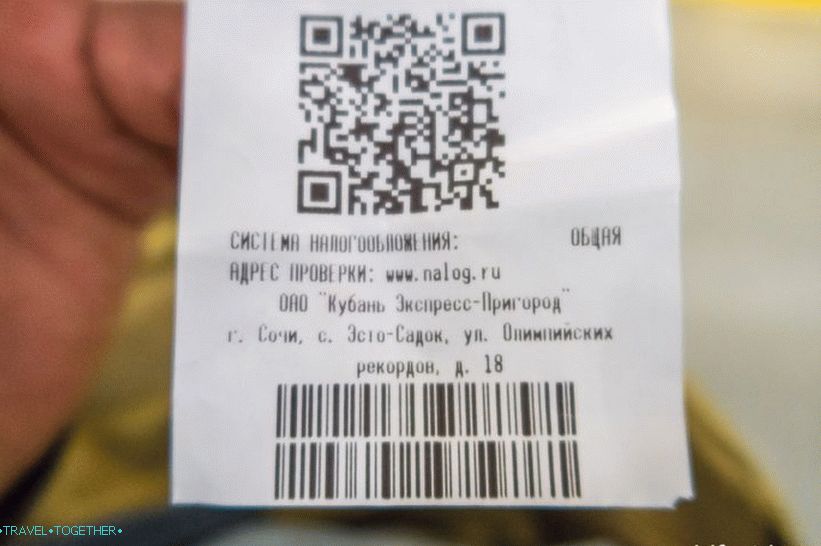 СИСТЕМА НАЛОГООБЛОЖЕНИЯ: ОБЩАЯ
АДРЕС ПРОВЕРКИ: www.nalog.ru
ОАО "Кубань Экспресс-Пригород"
г. Сочи, с. Эсто-Садок, ул. Олимпийских
рекордов, д. 18
•TRAVEL•TOGETHER•